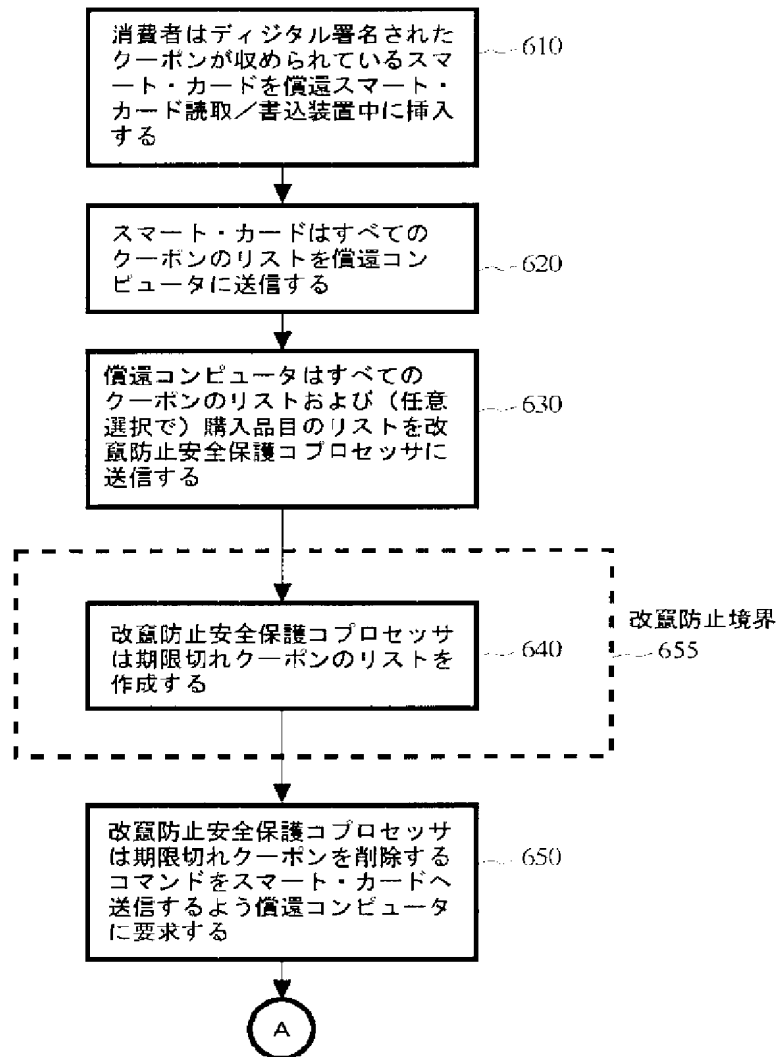 消費者はディジタル署名された
クーポンが収められているスマ
ート・カードを償還スマート・
カード読取／書込装置中に挿入
する
610
スマート・カードはすべての
クーポンのリストを償還コン
ピュータに送信する
620
償還コンピュータはすべての
クーポンのリストおよび（任意
選択で）購入品目のリストを改
竄防止安全保護コプロセッサに
送信する
630
改竄防止境界
655
改竄防止安全保護コプロセッサ
は期限切れクーポンのリストを
作成する
640
改竄防止安全保護コプロセッサ
は期限切れクーポンを削除する
コマンドをスマート・カードへ
送信するよう償還コンピュータ
に要求する
650
A